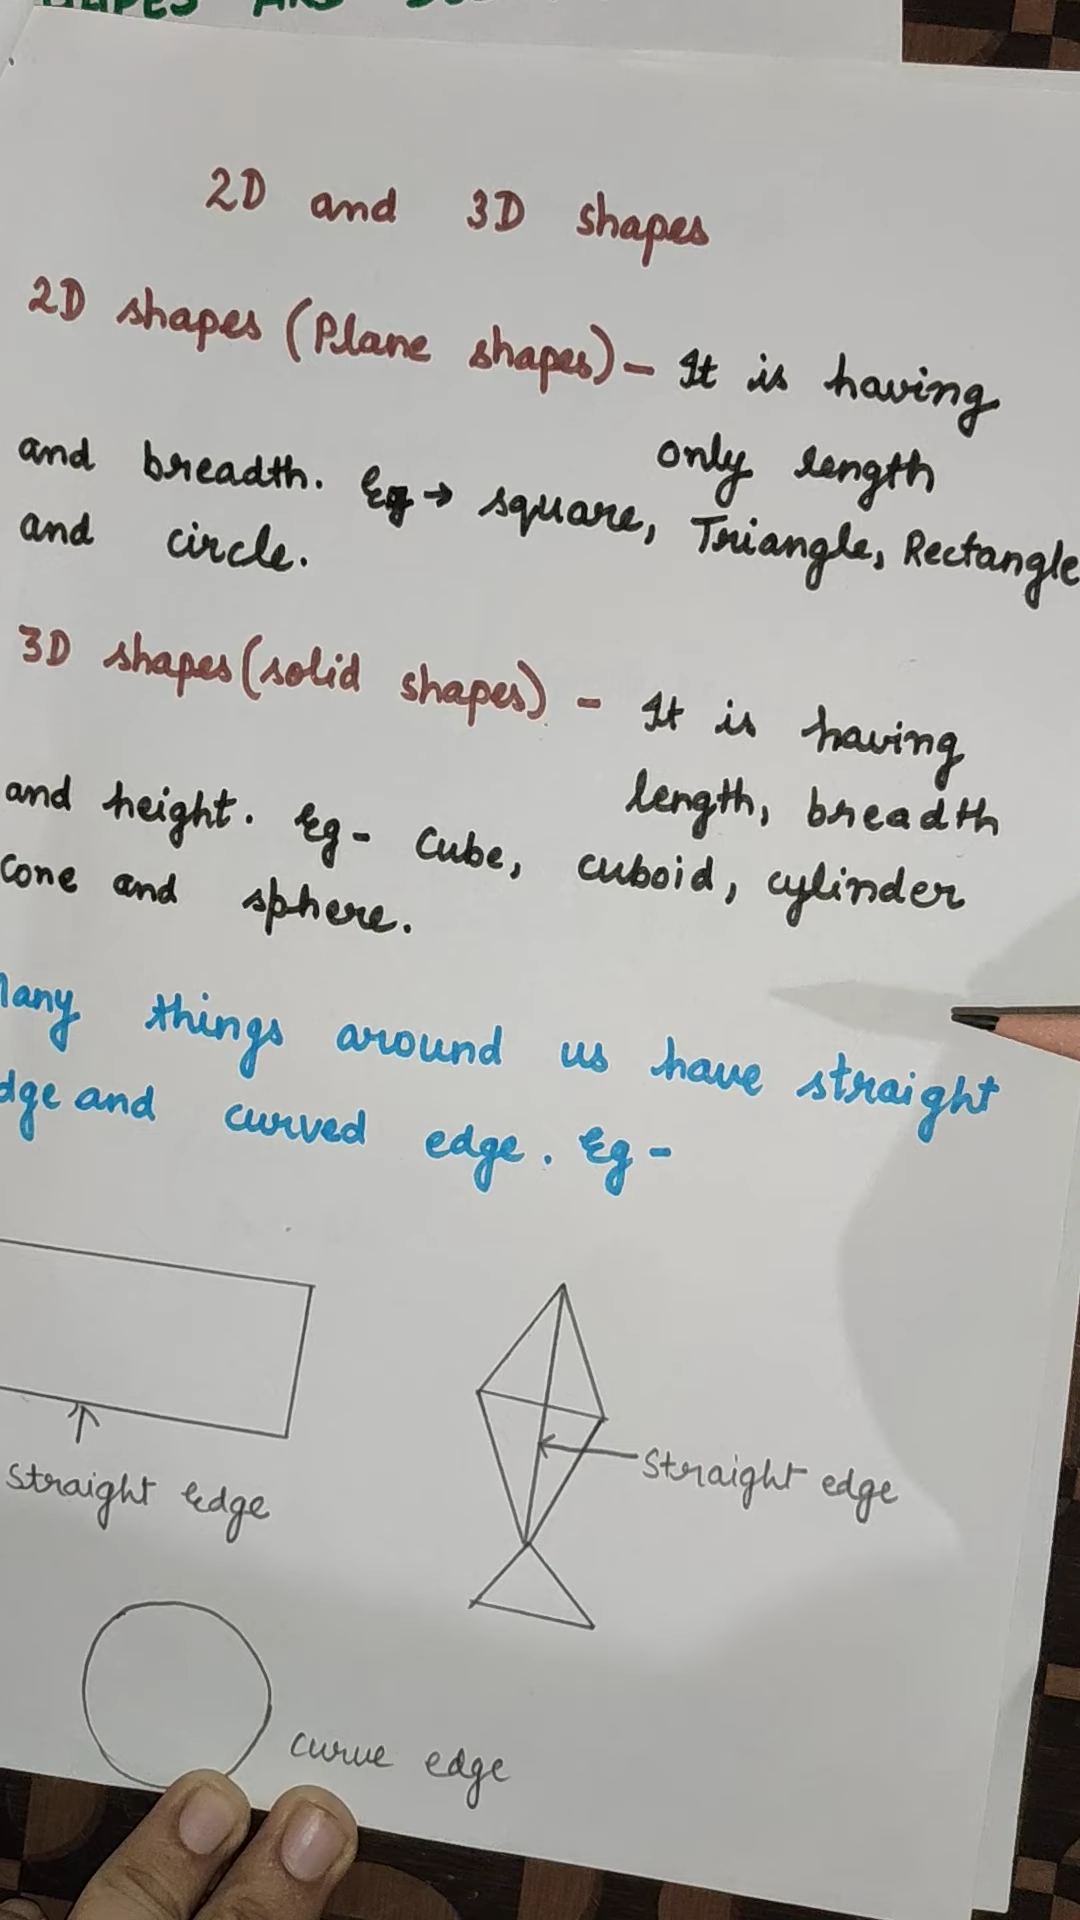 2D and 3D shapes
2D shapes (Plane shapes) - It is having
only length
and breadth. Eg → square, Triangle, Rectangle
and circle.
3D shapes (solid shapes) - It is having
length, breadth
and height. Eg - Cube, cuboid, cylinder
cone and sphere.
Many things around us have straight
edge and curved edge. Eg -
straight edge
straight edge
curve edge